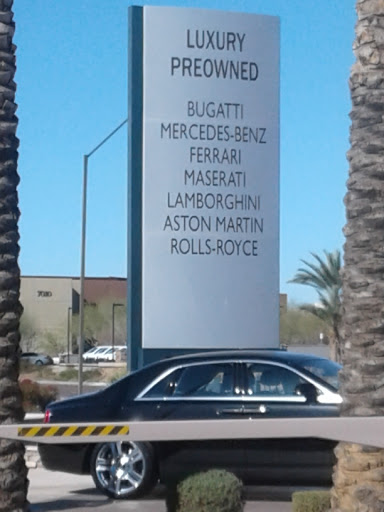 LUXURY
PREOWNED
BUGATTI
MERCEDES-BENZ
FERRARI
MASERATI
LAMBORGHINI
ASTON MARTIN
ROLLS-ROYCE